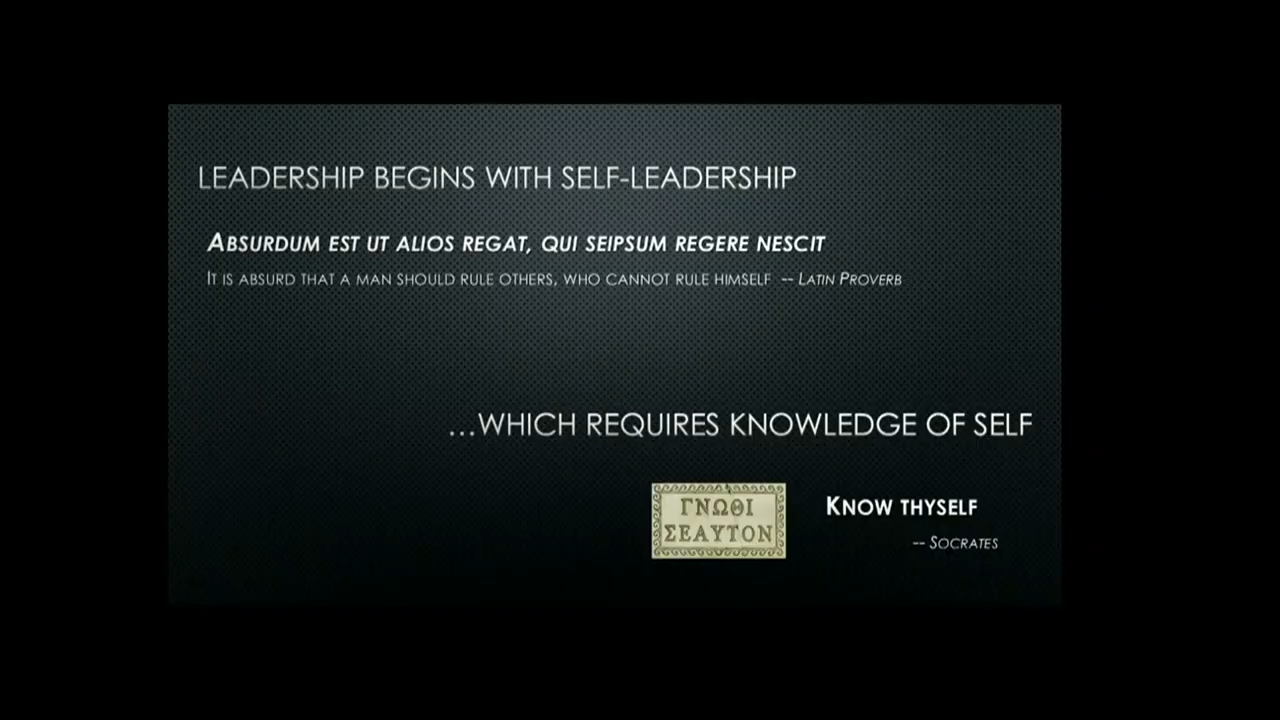 LEADERSHIP BEGINS WITH SELF-LEADERSHIP
ABSURDUM EST UT ALIOS REGAT, QUI SEIPSUM REGERE NESCIT
IT IS ABSURD THAT A MAN SHOULD RULE OTHERS, WHO CANNOT RULE HIMSELF -- LATIN PROVERB
...WHICH REQUIRES KNOWLEDGE OF SELF
ΓΝΩΘΙ
ΣΕΑΥΤΟΝ
KNOW THYSELF
-- SOCRATES